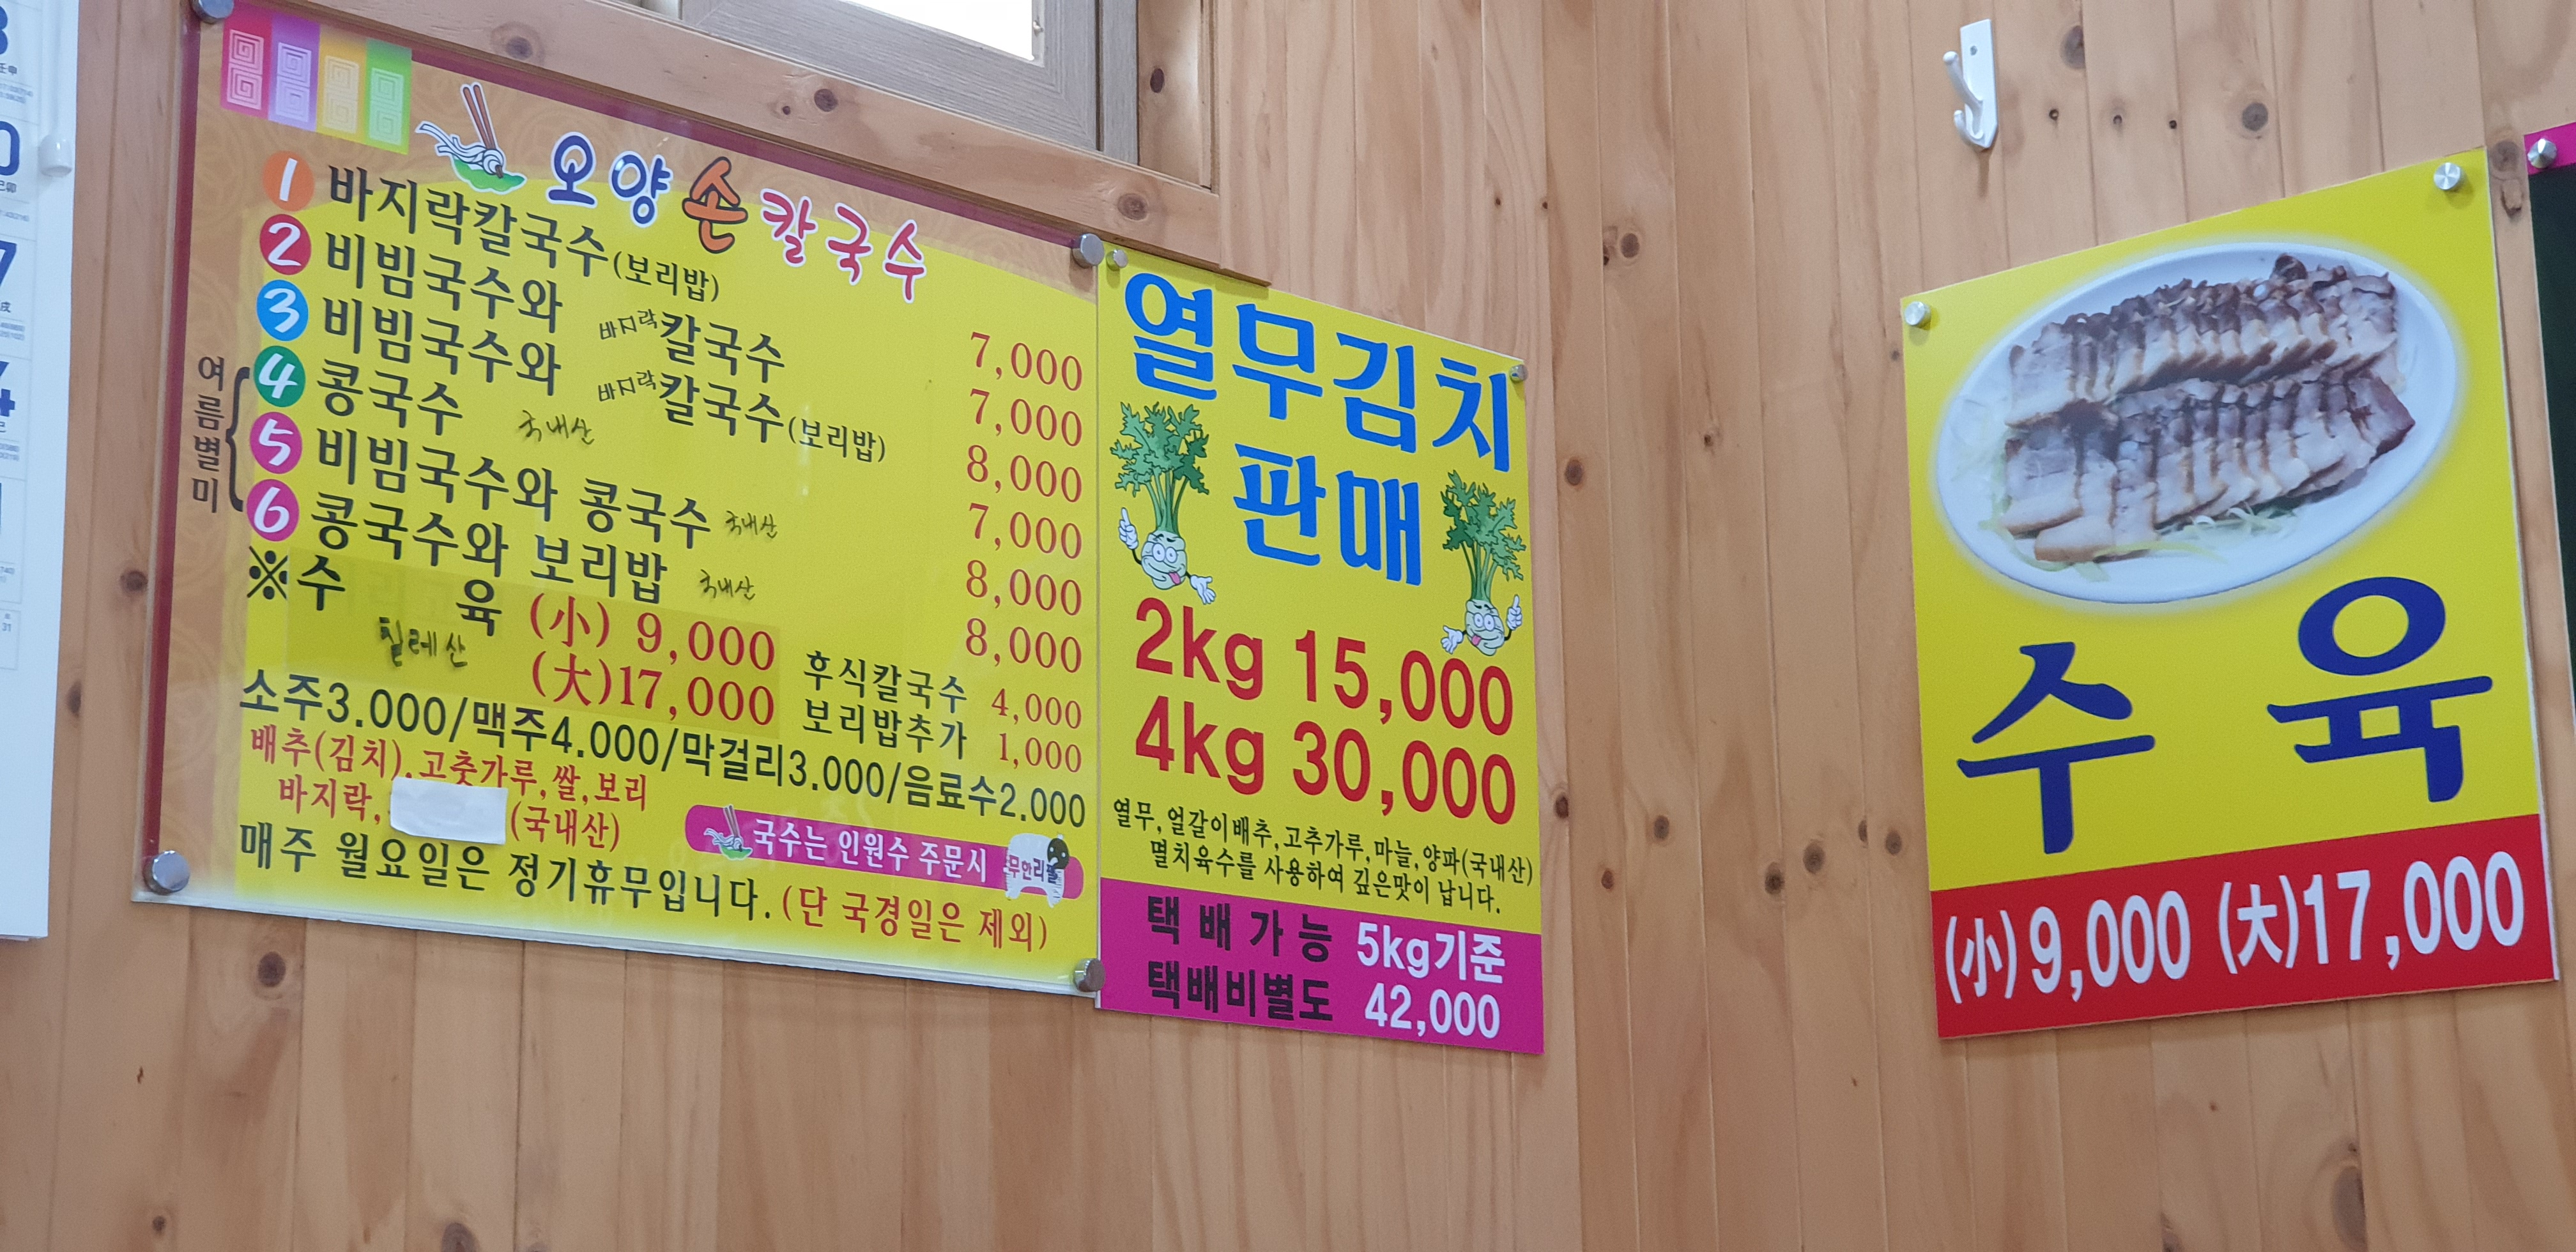 오양손칼국수
1 바지락칼국수(보리밥) 7,000
2 비빔국수와 바지락칼국수 7,000
3 비빔국수와 바지락칼국수(보리밥) 8,000
여름별미
4 콩국수 국내산 7,000
5 비빔국수와 콩국수 국내산 8,000
6 콩국수와 보리밥 국내산 8,000
※수 육 (小) 9,000
칠레산 (大)17,000
후식칼국수 4,000
보리밥추가 1,000
소주3.000/맥주4.000/막걸리3.000/음료수2.000
배추(김치),고춧가루,쌀,보리
바지락, (국내산)
국수는 인원수 주문시 무한리필
매주 월요일은 정기휴무입니다.(단 국경일은 제외)
열무김치
판매
2kg 15,000
4kg 30,000
열무,얼갈이배추,고추가루,마늘,양파(국내산)
멸치육수를 사용하여 깊은맛이 납니다.
택배가능 5kg기준
택배비별도 42,000
수 육
(小)9,000 (大)17,000